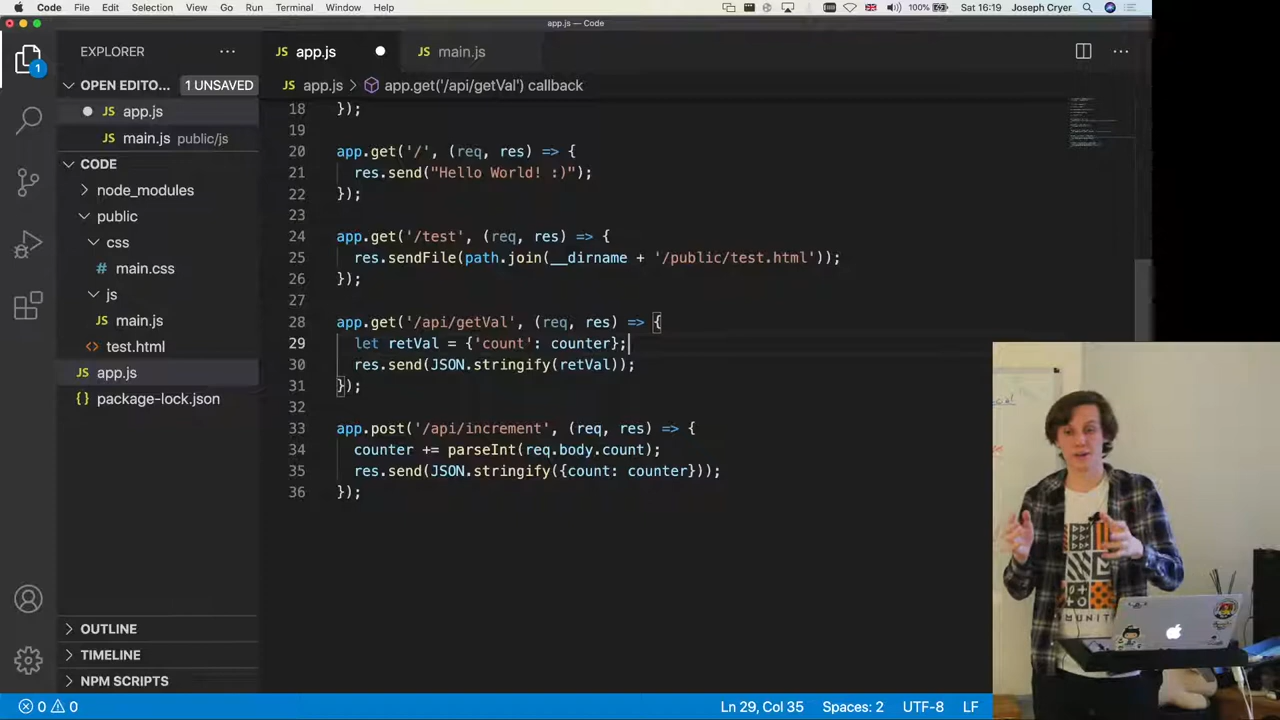 Code File Edit Selection View Go Run Terminal Window Help 100% Sat 16:19 Joseph Cryer
app.js — Code
EXPLORER
app.js
main.js
OPEN EDITO... 1 UNSAVED
JS app.js > app.get('/api/getVal') callback
JS app.js
JS main.js public/js
CODE
node_modules
public
css
main.css
js
JS main.js
<> test.html
JS app.js
{} package-lock.json
18 });
19
20 app.get('/', (req, res) => {
21 res.send("Hello World! :)");
22 });
23
24 app.get('/test', (req, res) => {
25 res.sendFile(path.join(__dirname + '/public/test.html'));
26 });
27
28 app.get('/api/getVal', (req, res) => {
29 let retVal = {'count': counter};
30 res.send(JSON.stringify(retVal));
31 });
32
33 app.post('/api/increment', (req, res) => {
34 counter += parseInt(req.body.count);
35 res.send(JSON.stringify({count: counter}));
36 });
OUTLINE
TIMELINE
NPM SCRIPTS
0 0 Ln 29, Col 35 Spaces: 2 UTF-8 LF